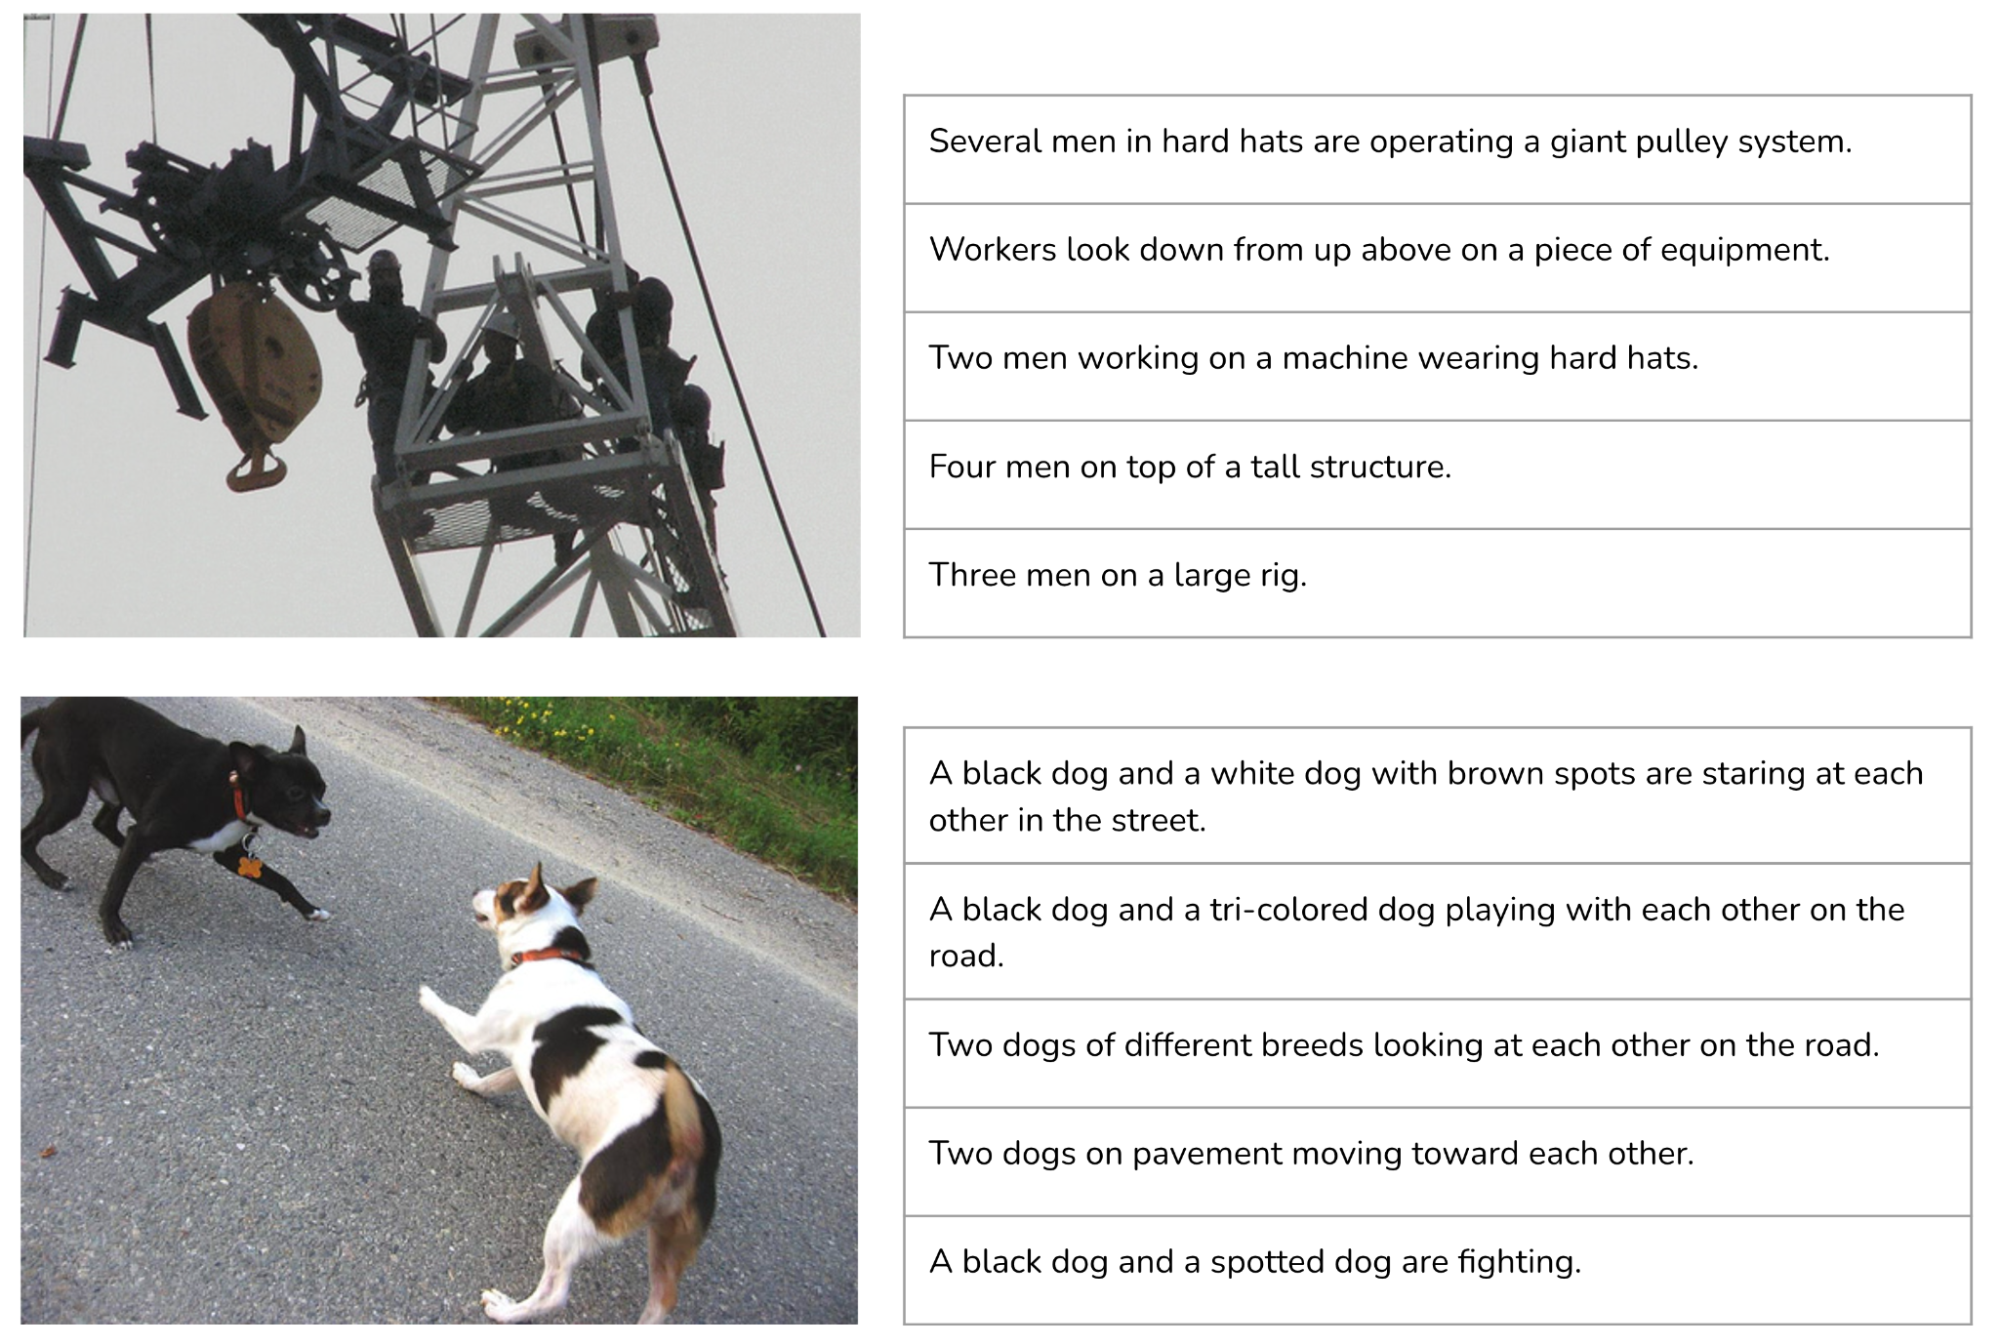 Several men in hard hats are operating a giant pulley system.
Workers look down from up above on a piece of equipment.
Two men working on a machine wearing hard hats.
Four men on top of a tall structure.
Three men on a large rig.
A black dog and a white dog with brown spots are staring at each
other in the street.
A black dog and a tri-colored dog playing with each other on the
road.
Two dogs of different breeds looking at each other on the road.
Two dogs on pavement moving toward each other.
A black dog and a spotted dog are fighting.